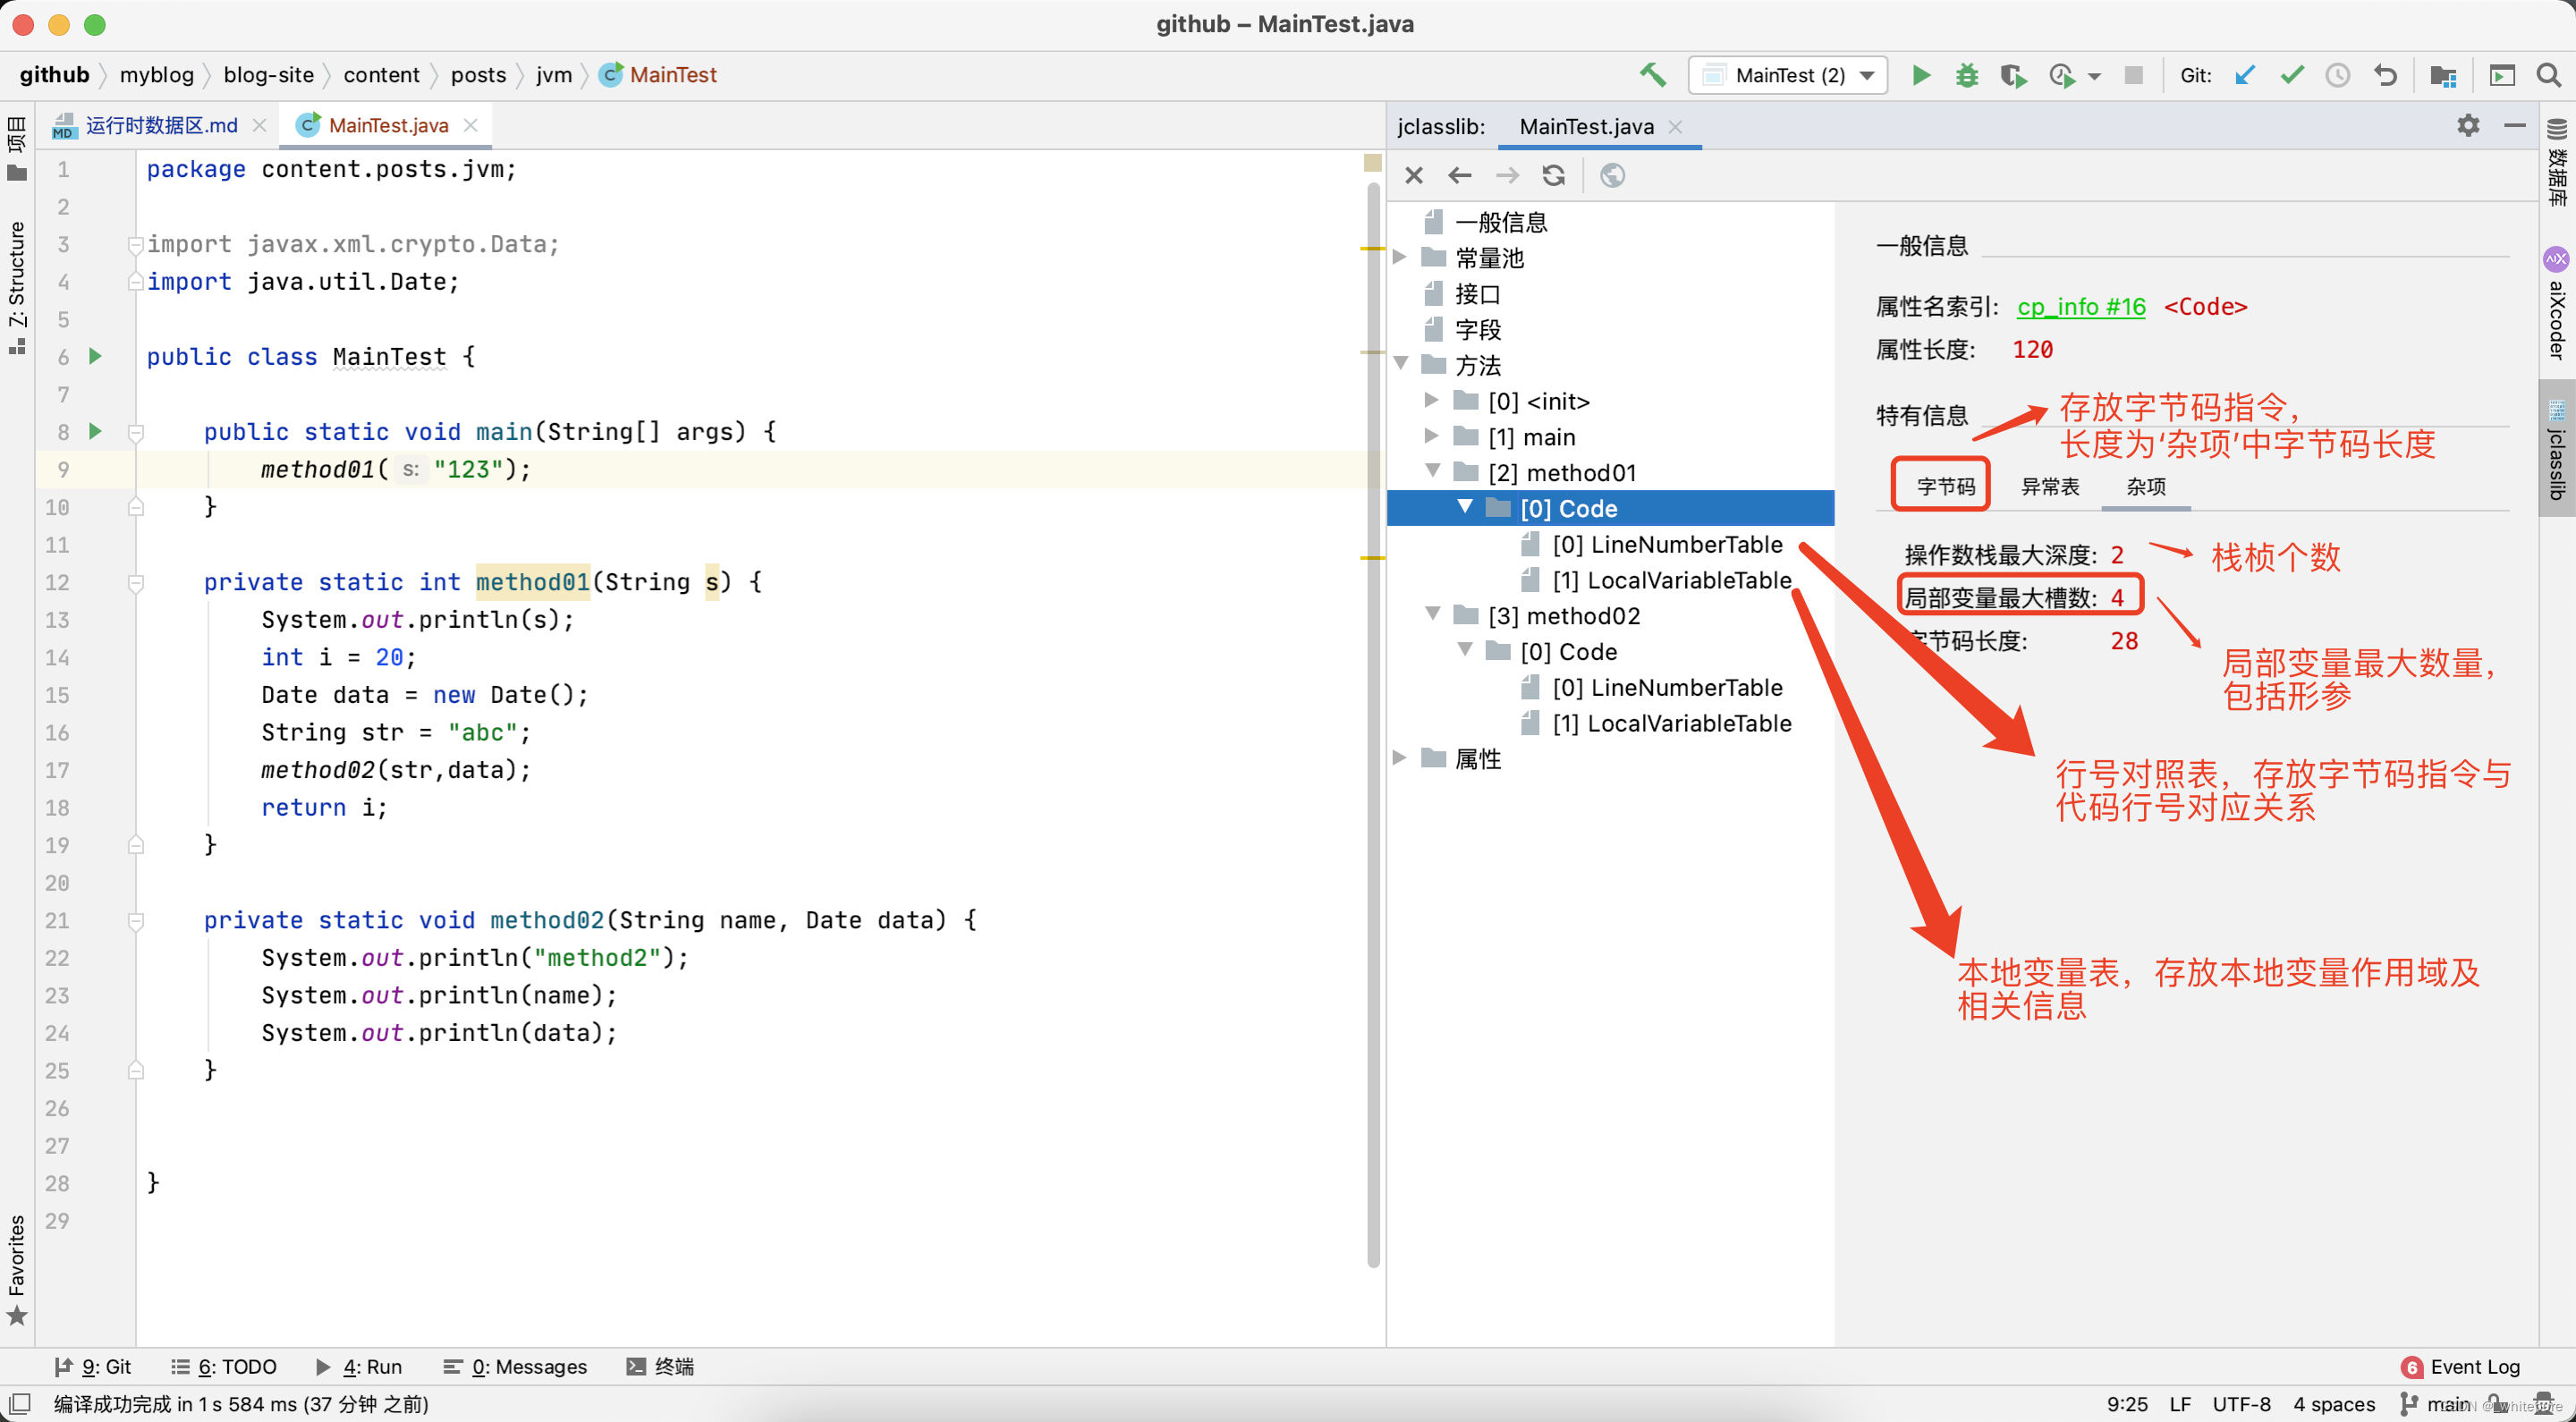 github – MainTest.java
github 〉 myblog 〉 blog-site 〉 content 〉 posts 〉 jvm 〉 MainTest
MainTest (2)
Git:
项目
Z: Structure
Favorites
运行时数据区.md
MainTest.java
1 package content.posts.jvm;
2
3 import javax.xml.crypto.Data;
4 import java.util.Date;
5
6 public class MainTest {
7
8 public static void main(String[] args) {
9 method01( s: "123");
10 }
11
12 private static int method01(String s) {
13 System.out.println(s);
14 int i = 20;
15 Date data = new Date();
16 String str = "abc";
17 method02(str,data);
18 return i;
19 }
20
21 private static void method02(String name, Date data) {
22 System.out.println("method2");
23 System.out.println(name);
24 System.out.println(data);
25 }
26
27
28 }
29
jclasslib: MainTest.java
一般信息
常量池
接口
字段
方法
[0] <init>
[1] main
[2] method01
[0] Code
[0] LineNumberTable
[1] LocalVariableTable
[3] method02
[0] Code
[0] LineNumberTable
[1] LocalVariableTable
属性
一般信息
属性名索引: cp_info #16 <Code>
属性长度: 120
特有信息
存放字节码指令，
长度为‘杂项’中字节码长度
字节码 异常表 杂项
操作数栈最大深度: 2
栈桢个数
局部变量最大槽数: 4
字节码长度: 28
局部变量最大数量，
包括形参
行号对照表，存放字节码指令与
代码行号对应关系
本地变量表，存放本地变量作用域及
相关信息
数据库
aiXcoder
jclasslib
9: Git 6: TODO 4: Run 0: Messages 终端
6 Event Log
编译成功完成 in 1 s 584 ms (37 分钟 之前)
9:25 LF UTF-8 4 spaces main